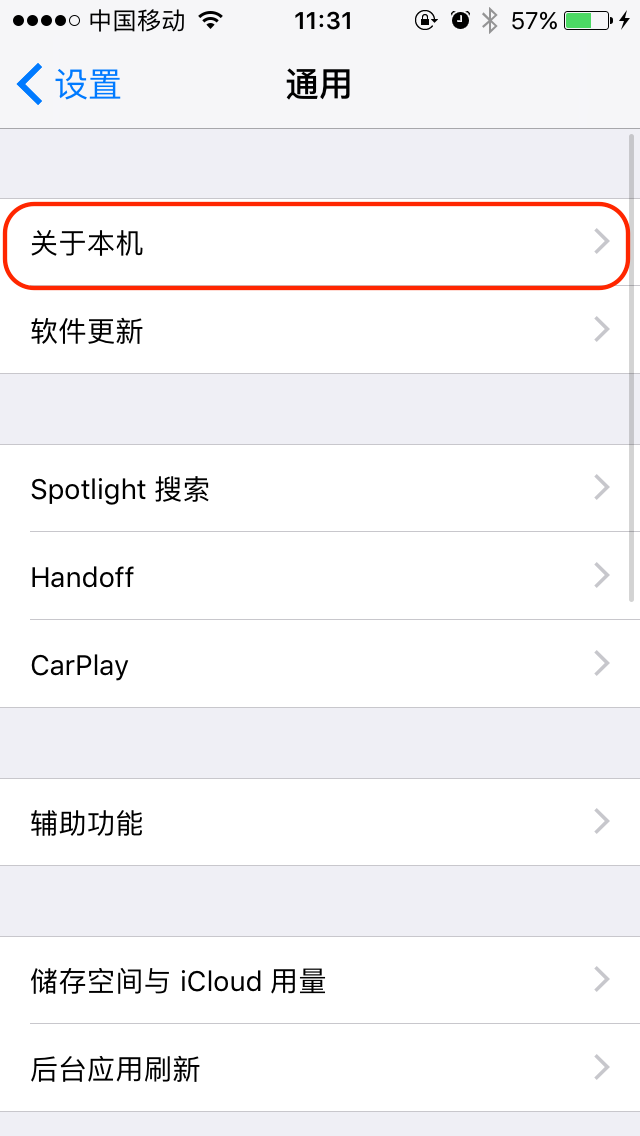 中国移动 11:31 57%
设置 通用
关于本机
软件更新
Spotlight 搜索
Handoff
CarPlay
辅助功能
储存空间与 iCloud 用量
后台应用刷新